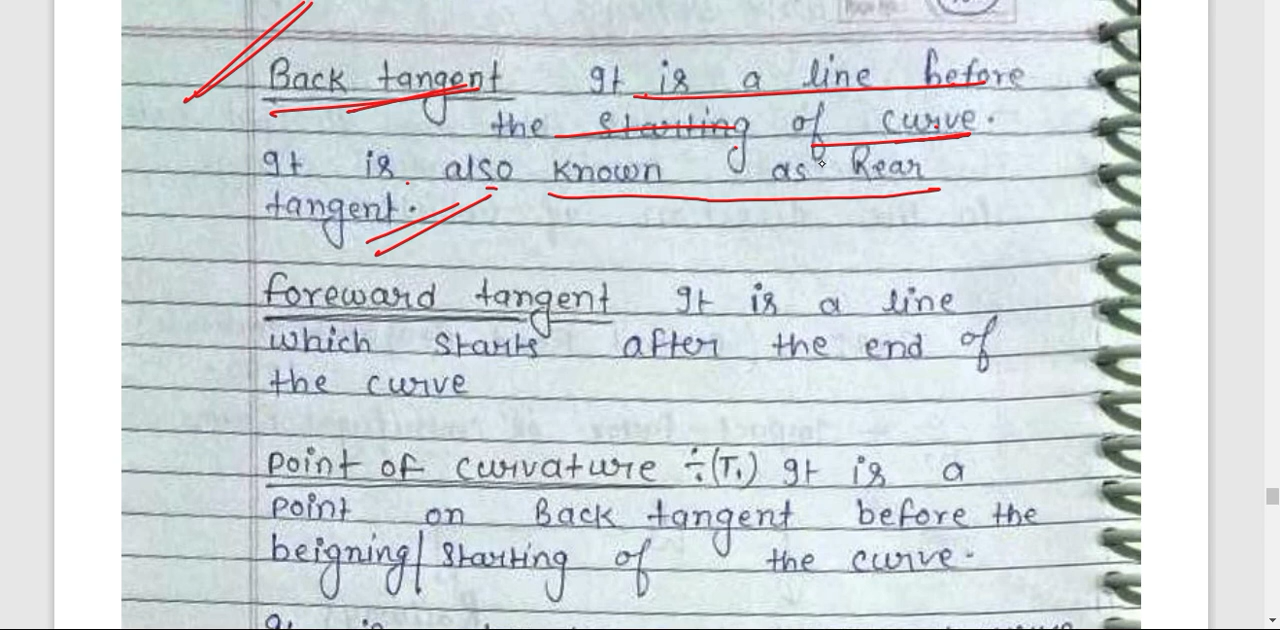 Back tangent It is a line before
the starting of curve.
It is also known as Rear
tangent.
foreward tangent It is a line
which starts after the end of
the curve
point of curvature ÷(T₁) It is a
point on Back tangent before the
beigning/starting of the curve.